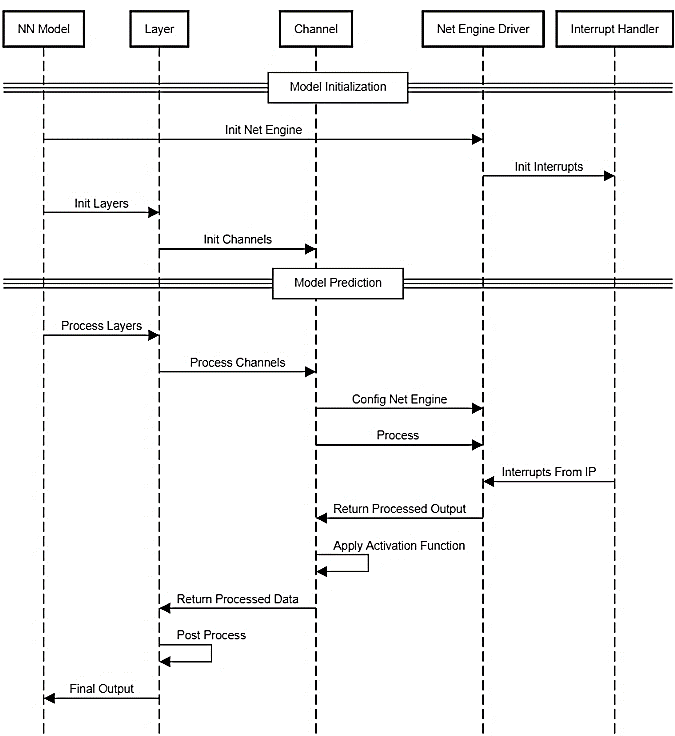 NN Model
Layer
Channel
Net Engine Driver
Interrupt Handler
Model Initialization
Init Net Engine
Init Interrupts
Init Layers
Init Channels
Model Prediction
Process Layers
Process Channels
Config Net Engine
Process
Interrupts From IP
Return Processed Output
Apply Activation Function
Return Processed Data
Post Process
Final Output